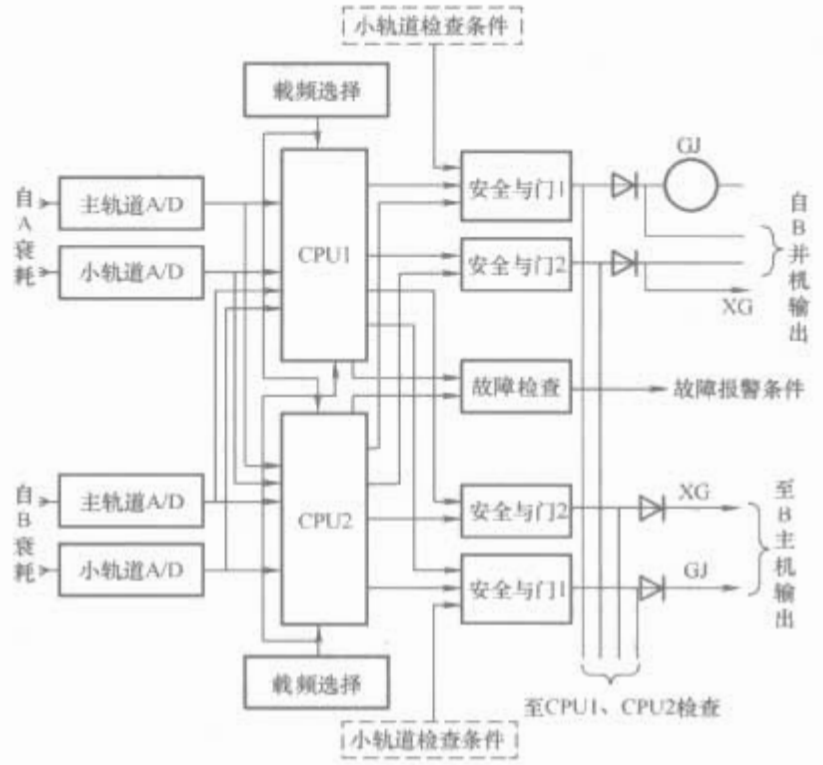 小轨道检查条件
载频选择
GJ
自A衰耗
主轨道A/D
小轨道A/D
CPU1
安全与门1
安全与门2
自B并机输出
XG
故障检查
故障报警条件
自B衰耗
主轨道A/D
小轨道A/D
CPU2
安全与门2
安全与门1
XG
GJ
至B主机输出
载频选择
至CPU1、CPU2检查
小轨道检查条件